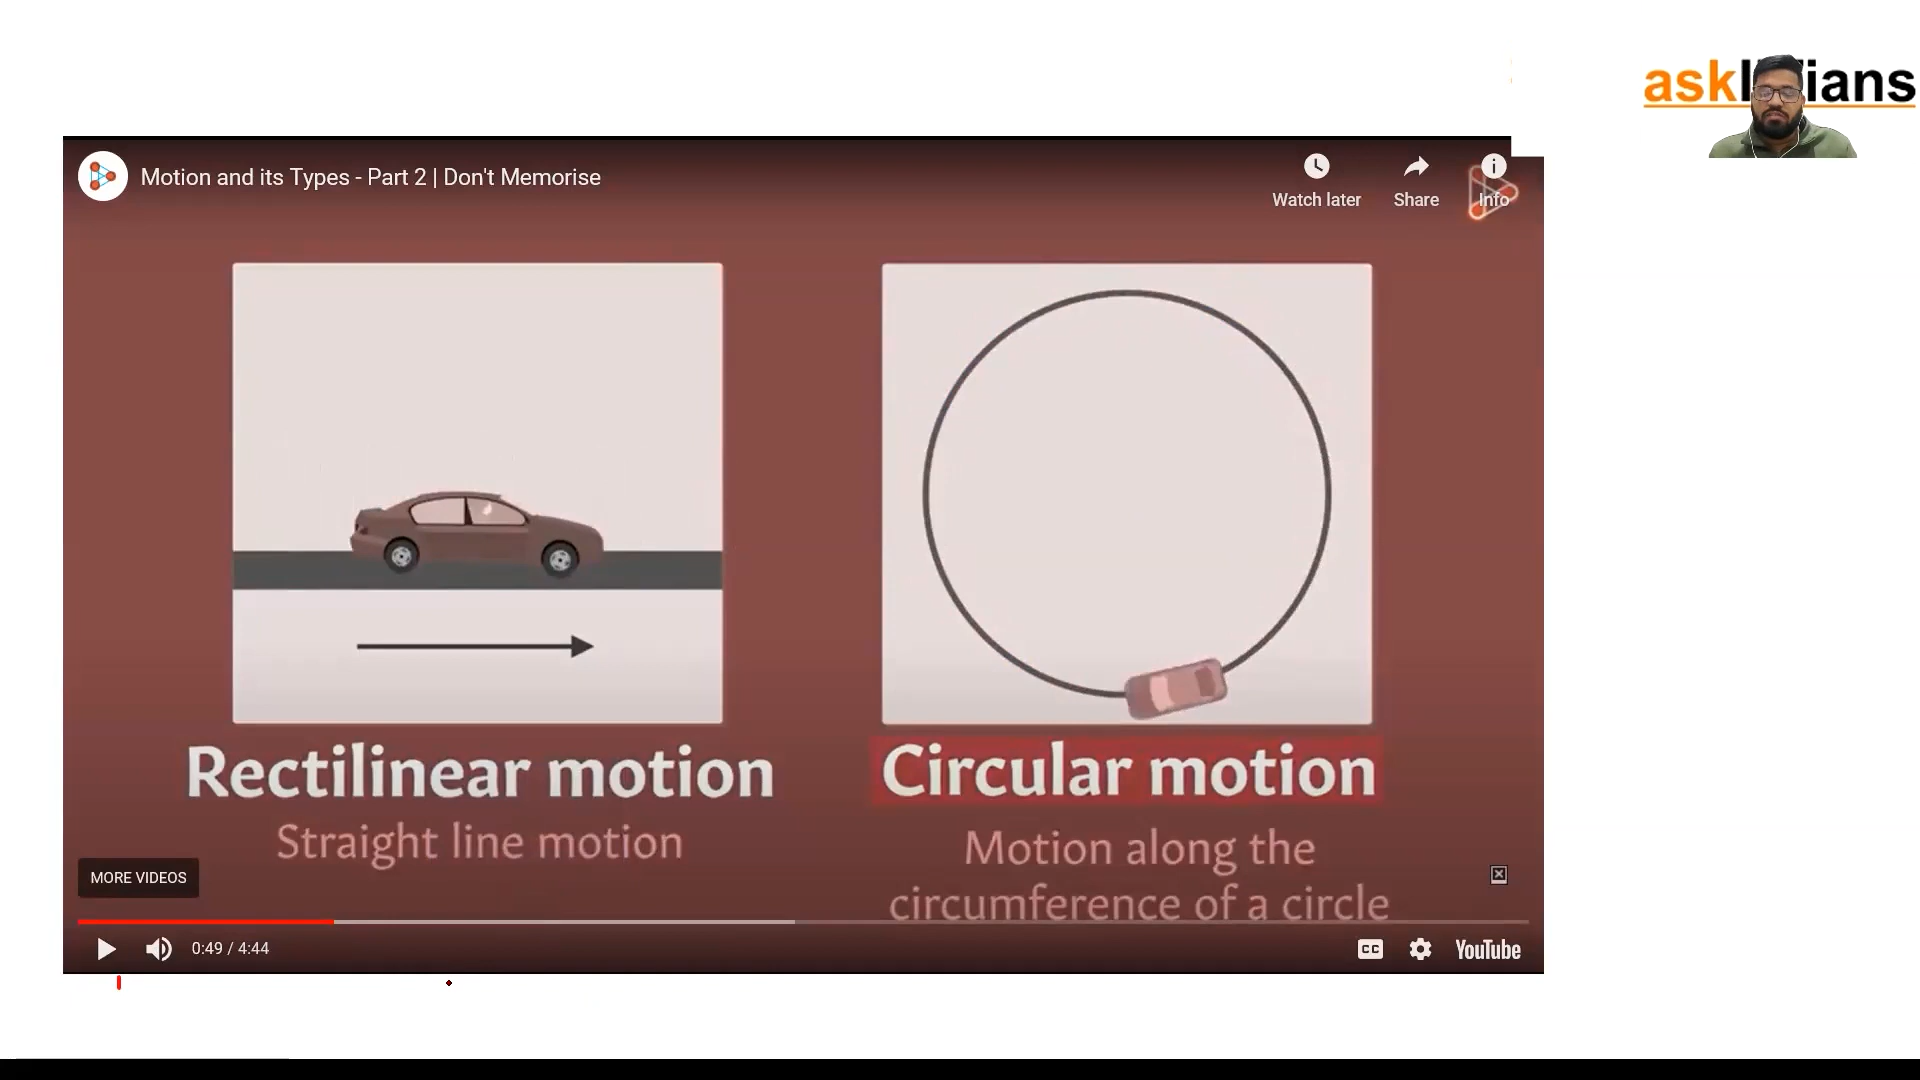 Motion and its Types - Part 2 | Don't Memorise
Watch later
Share
Info
Rectilinear motion
Straight line motion
Circular motion
Motion along the
circumference of a circle
MORE VIDEOS
0:49 / 4:44
CC
YouTube